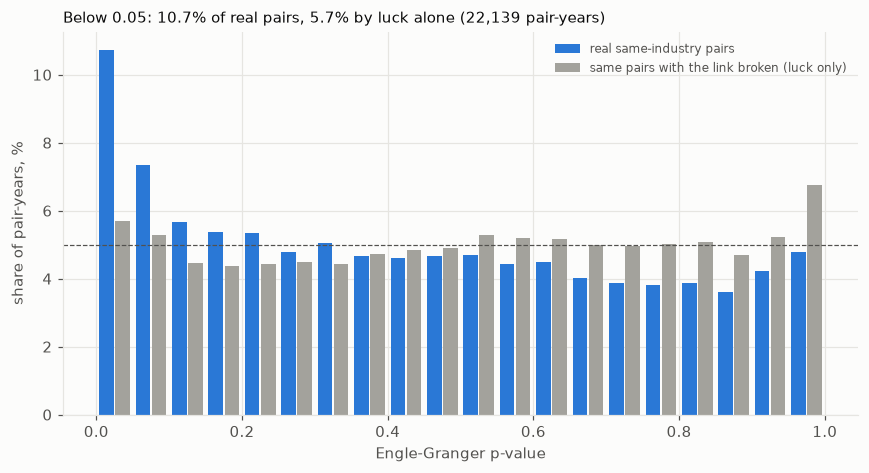 Below 0.05: 10.7% of real pairs, 5.7% by luck alone (22,139 pair-years)
real same-industry pairs
same pairs with the link broken (luck only)
share of pair-years, %
10
8
6
4
2
0
0.0 0.2 0.4 0.6 0.8 1.0
Engle-Granger p-value